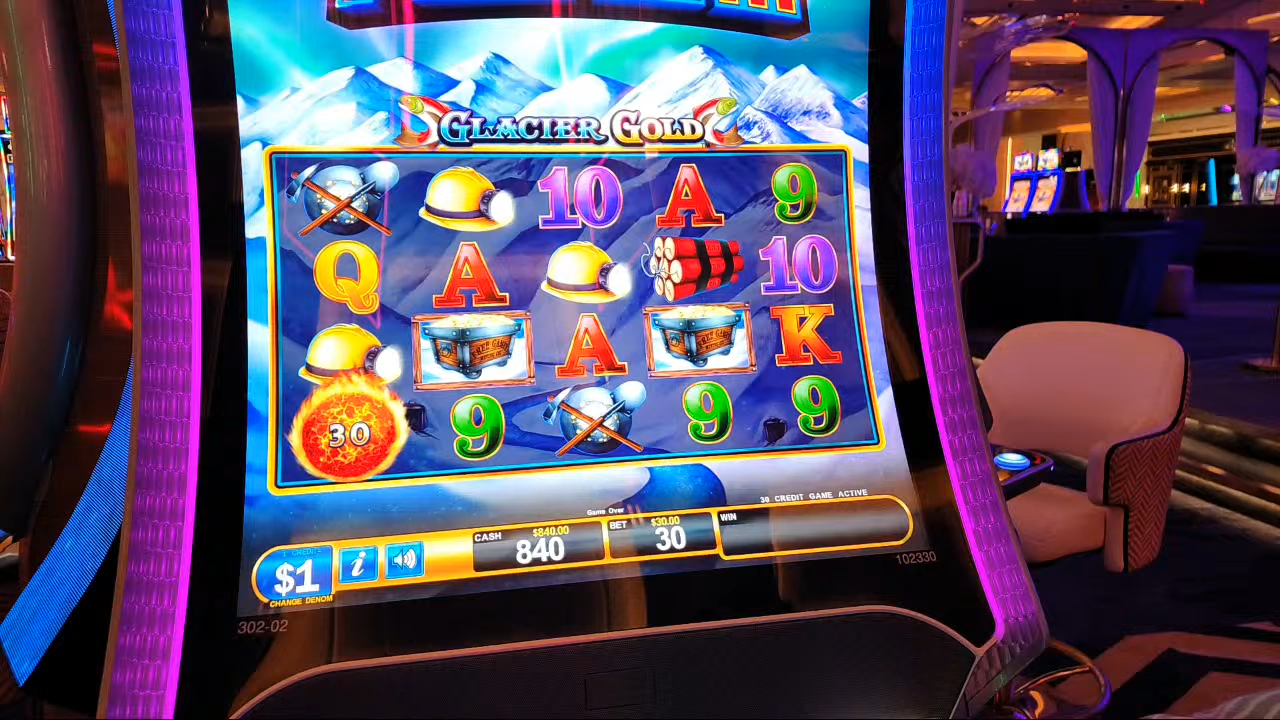 GLACIER GOLD
10 A 9
Q A 10
A K
30 9 9 9
30 CREDIT GAME ACTIVE
Game Over
CASH $840.00 BET $30.00 WIN
840 30
1 CREDIT =
$1 i
CHANGE DENOM
102330
302-02